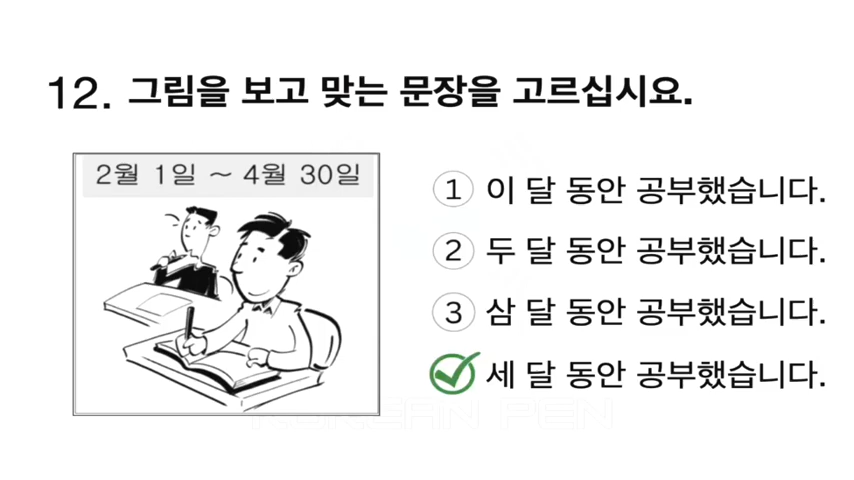 12. 그림을 보고 맞는 문장을 고르십시요.
2월 1일 ~ 4월 30일
1 이 달 동안 공부했습니다.
2 두 달 동안 공부했습니다.
3 삼 달 동안 공부했습니다.
세 달 동안 공부했습니다.
KOREAN PEN